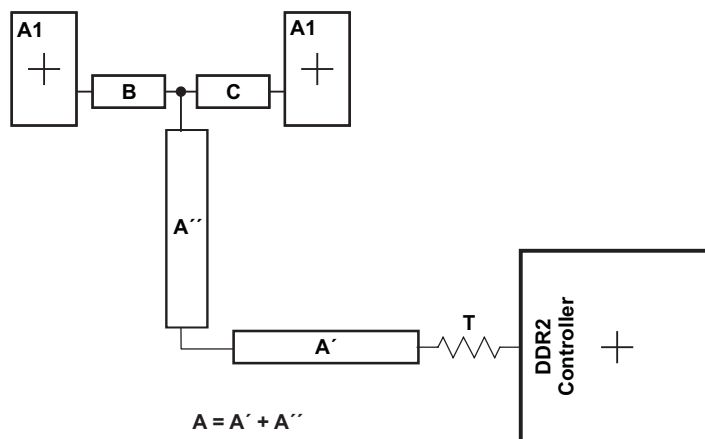 A1
A1
B
C
A´´
T
A´
DDR2
Controller
A = A´ + A´´